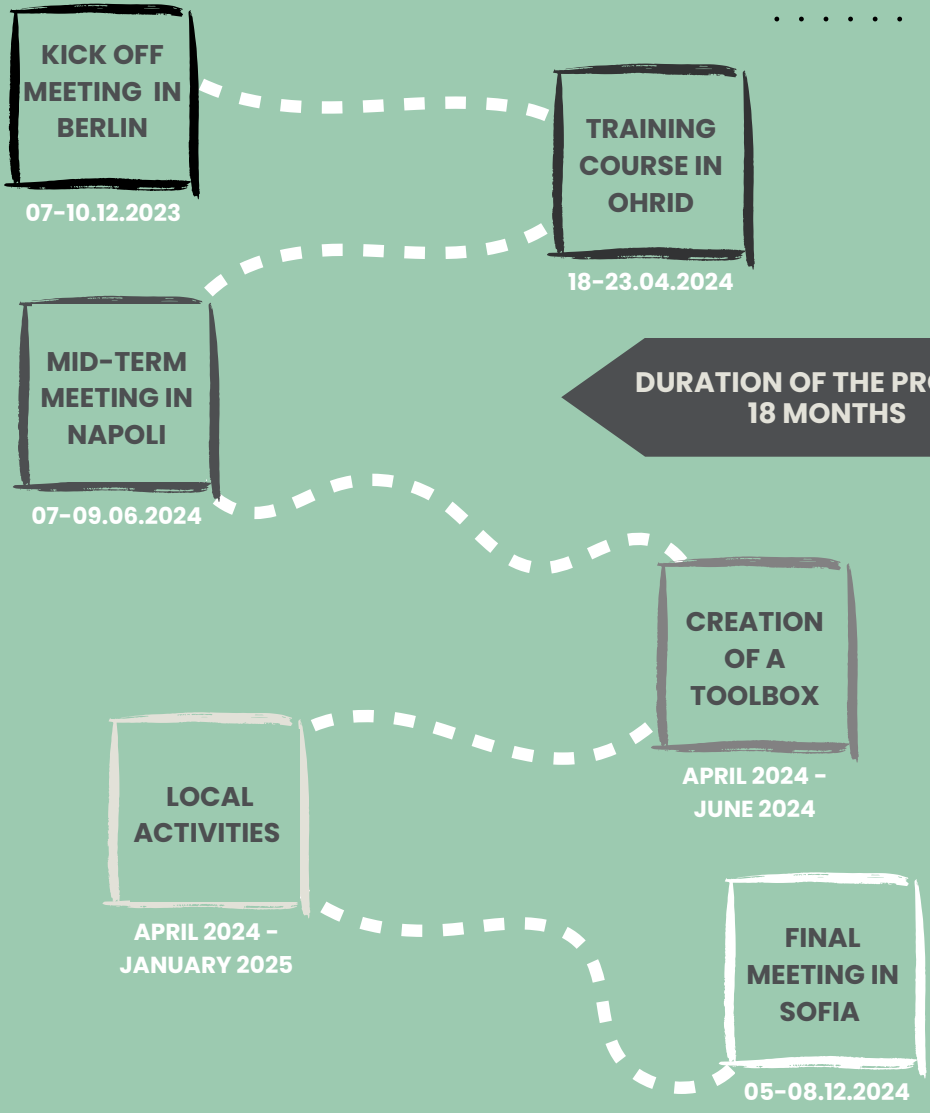 KICK OFF
MEETING IN
BERLIN
07-10.12.2023
TRAINING
COURSE IN
OHRID
18-23.04.2024
MID-TERM
MEETING IN
NAPOLI
07-09.06.2024
DURATION OF THE
18 MONTHS
CREATION
OF A
TOOLBOX
APRIL 2024 -
JUNE 2024
LOCAL
ACTIVITIES
APRIL 2024 -
JANUARY 2025
FINAL
MEETING IN
SOFIA
05-08.12.2024